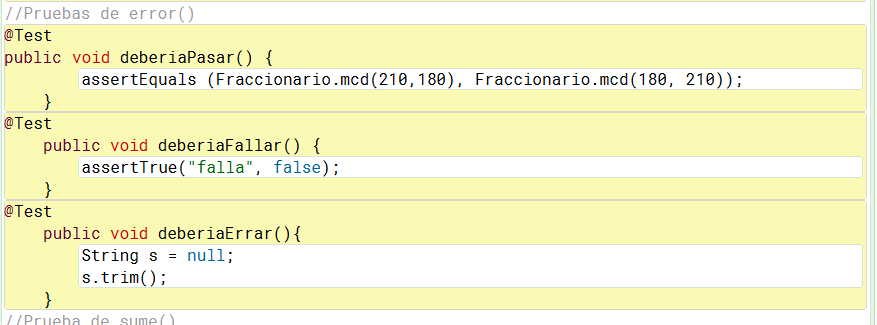 //Pruebas de error()
@Test
public void deberiaPasar() {
assertEquals (Fraccionario.mcd(210,180), Fraccionario.mcd(180, 210));
}
@Test
public void deberiaFallar() {
assertTrue("falla", false);
}
@Test
public void deberiaErrar(){
String s = null;
s.trim();
}
//Prueba de sume()